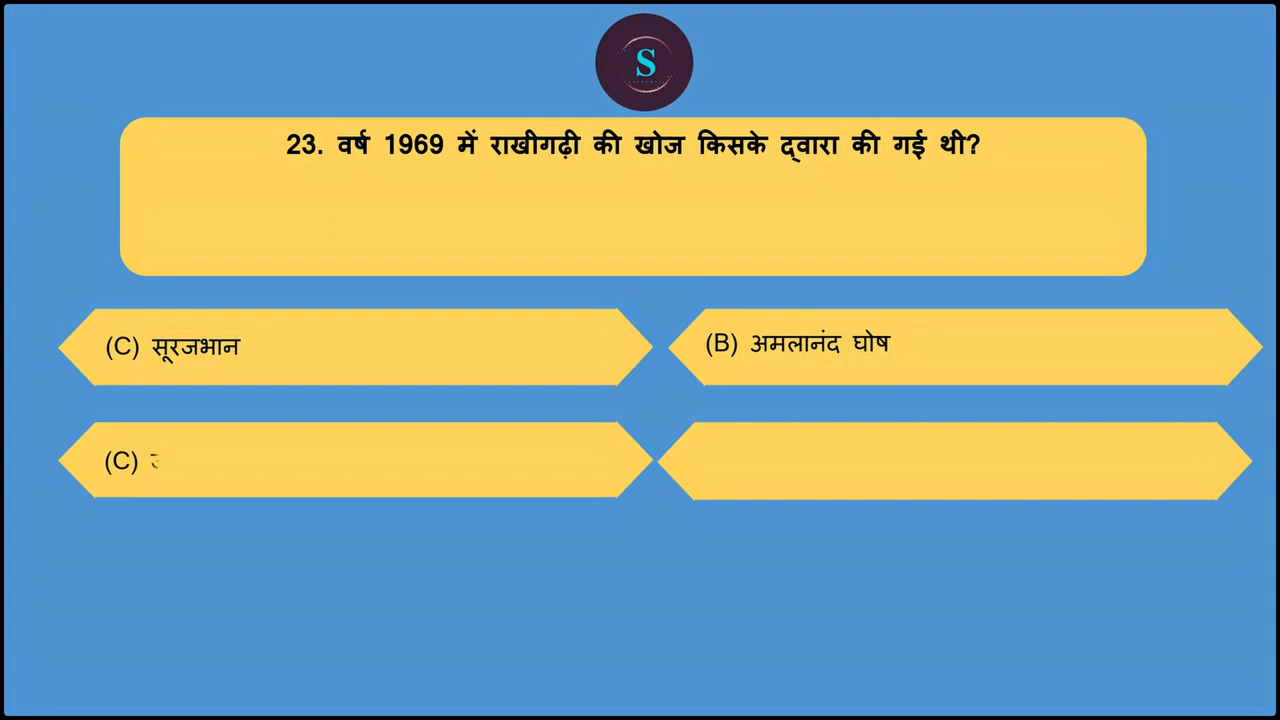 S
23. वर्ष 1969 में राखीगढ़ी की खोज किसके द्वारा की गई थी?
(C) सूरजभान
(B) अमलानंद घोष
(C)